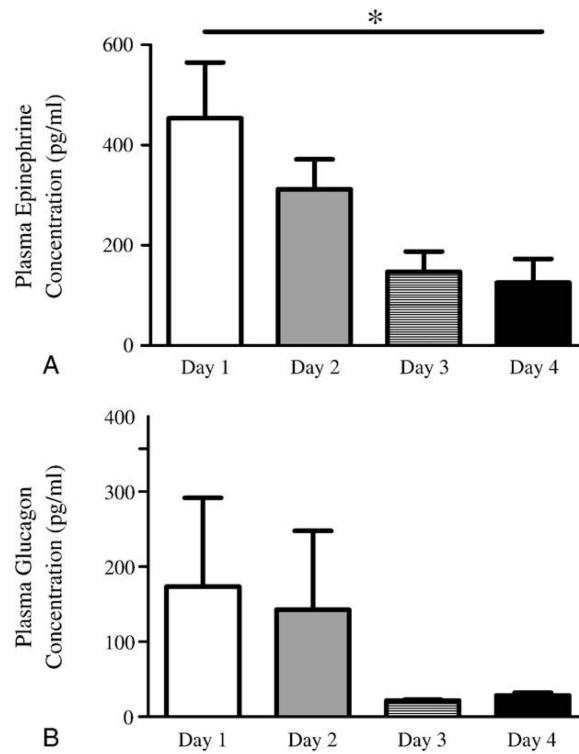 *
600
400
200
0
Plasma Epinephrine
Concentration (pg/ml)
A
Day 1 Day 2 Day 3 Day 4
400
300
200
100
0
Plasma Glucagon
Concentration (pg/ml)
B
Day 1 Day 2 Day 3 Day 4